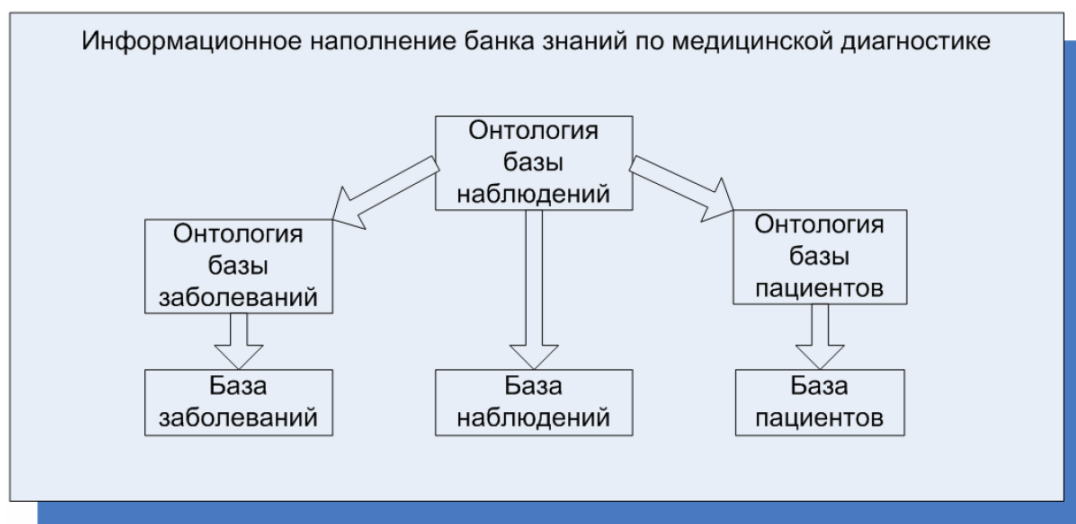 Информационное наполнение банка знаний по медицинской диагностике
Онтология
базы
наблюдений
Онтология
базы
заболеваний
Онтология
базы
пациентов
База
заболеваний
База
наблюдений
База
пациентов